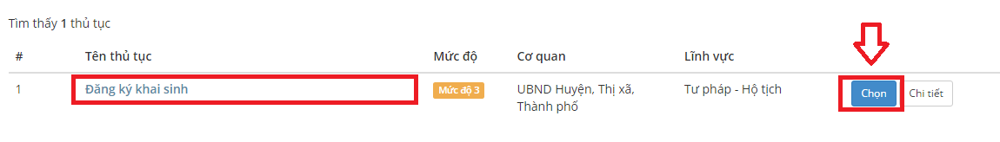 Tìm thấy 1 thủ tục
# Tên thủ tục Mức độ Cơ quan Lĩnh vực
1 Đăng ký khai sinh Mức độ 3 UBND Huyện, Thị xã, Tư pháp - Hộ tịch Chọn Chi tiết
Thành phố